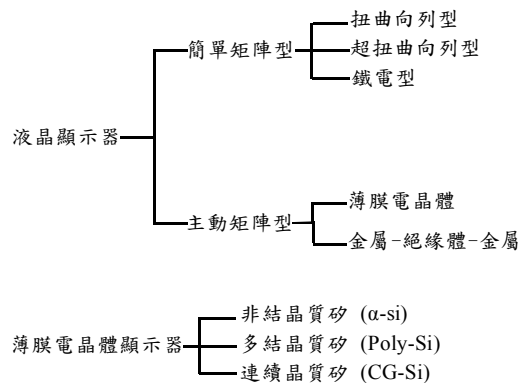 扭曲向列型
簡單矩陣型
超扭曲向列型
鐵電型
液晶顯示器
薄膜電晶體
主動矩陣型
金屬-絕緣體-金屬
非結晶質矽 (α-si)
薄膜電晶體顯示器
多結晶質矽 (Poly-Si)
連續晶質矽 (CG-Si)